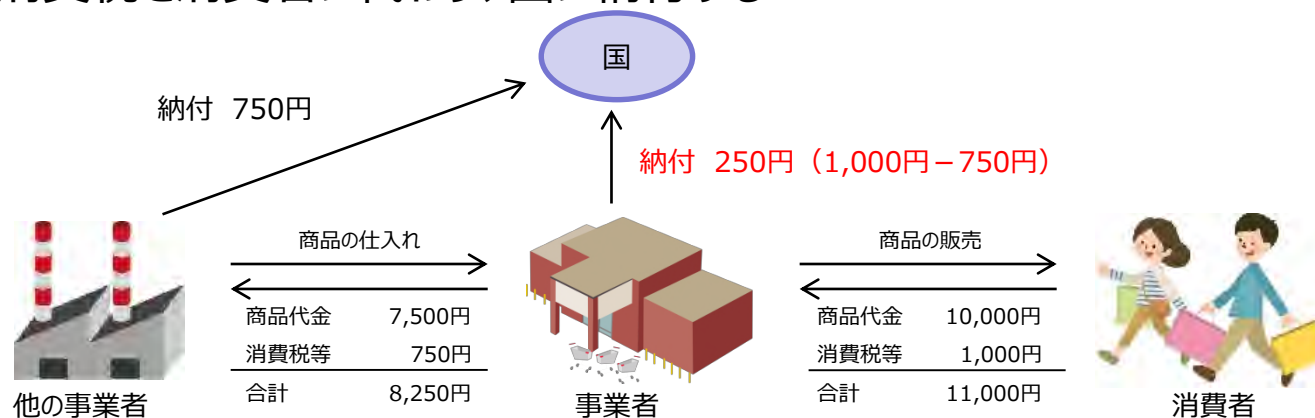 国
納付 750円
納付 250円（1,000円－750円）
商品の仕入れ
商品の販売
商品代金 7,500円
消費税等 750円
合計 8,250円
商品代金 10,000円
消費税等 1,000円
合計 11,000円
他の事業者
事業者
消費者